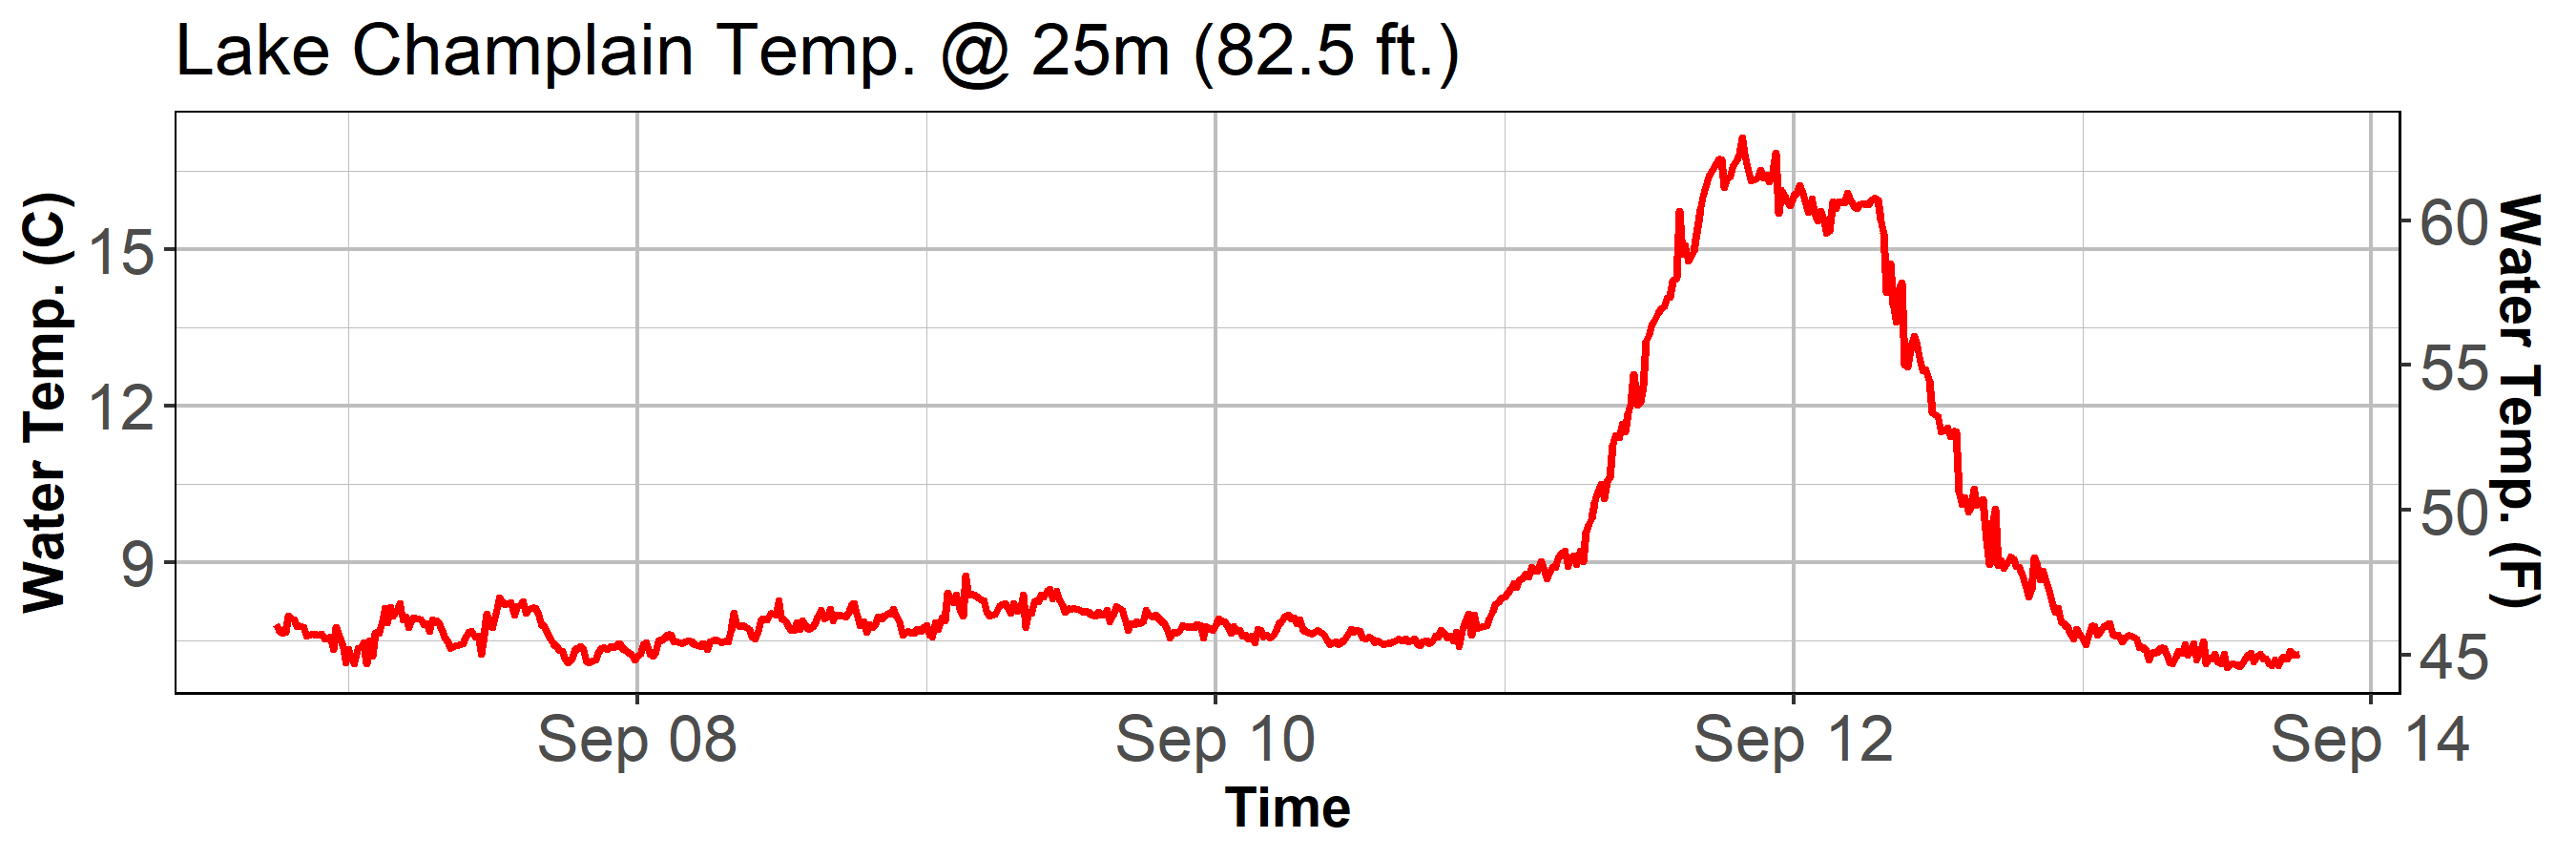 Lake Champlain Temp. @ 25m (82.5 ft.)
Water Temp. (C)
15
12
9
60
55
50
45
Water Temp. (F)
Sep 08
Sep 10
Sep 12
Sep 14
Time